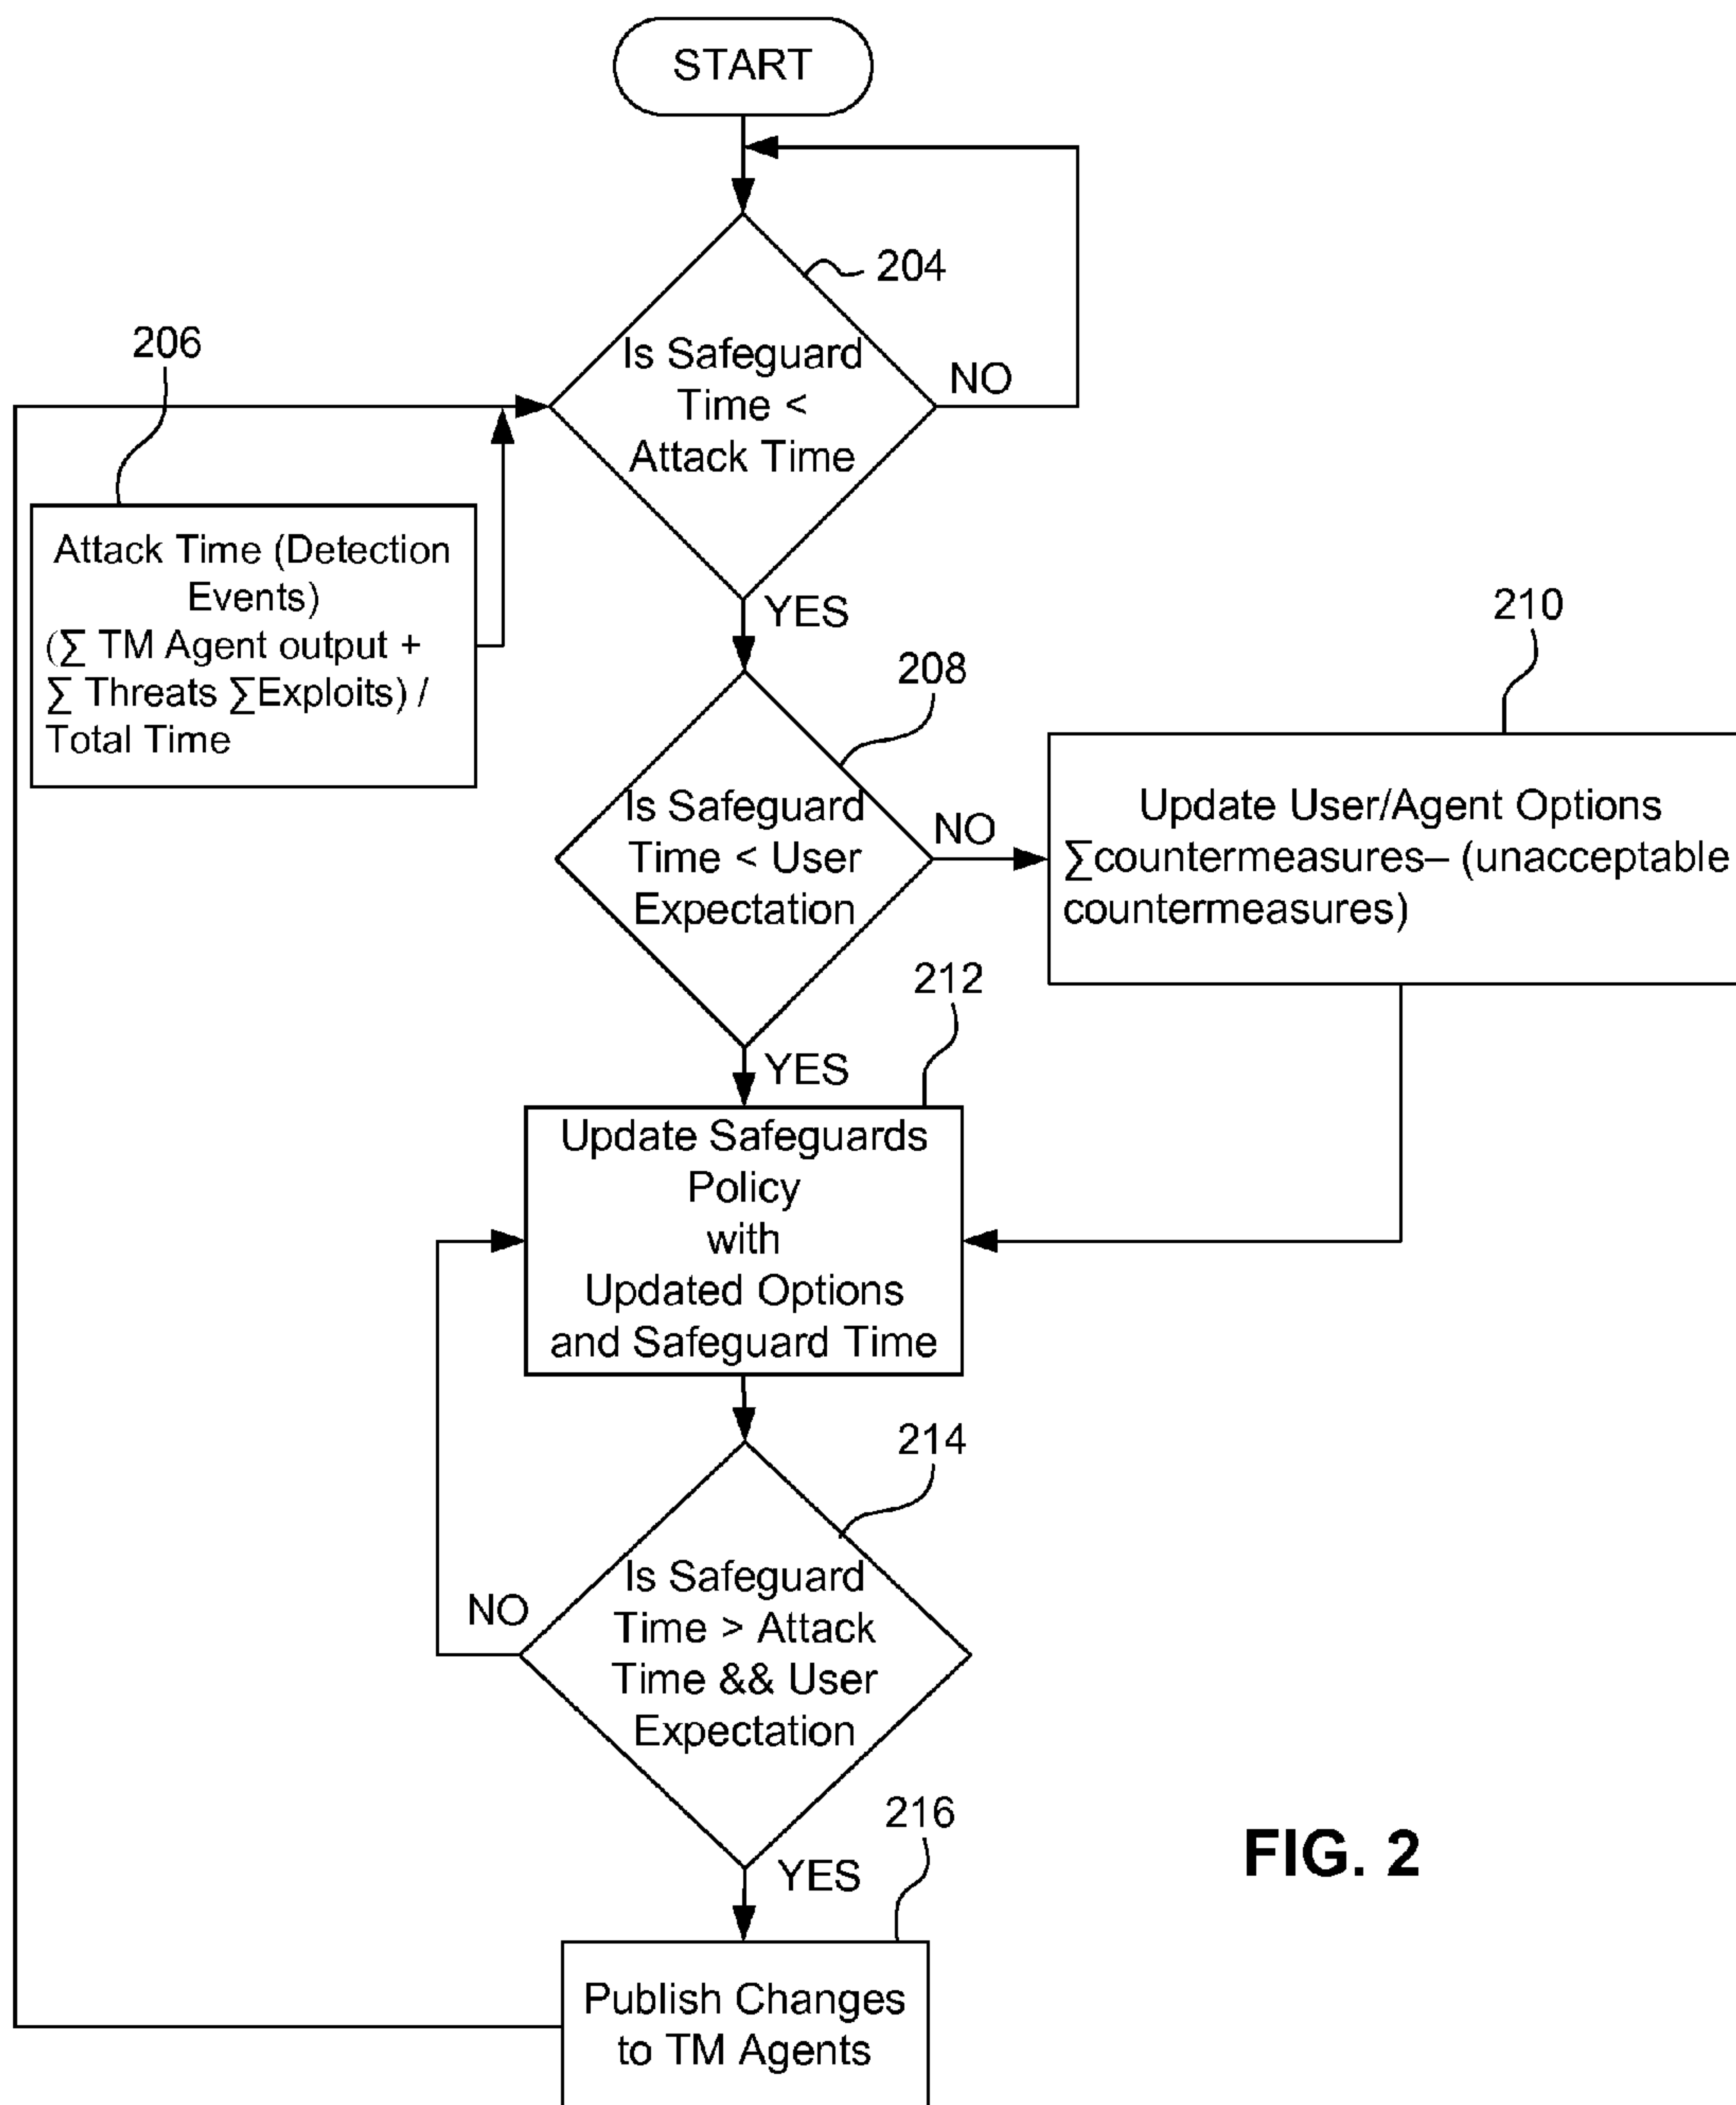 START
204
Is Safeguard
Time <
Attack Time
NO
206
Attack Time (Detection
Events)
(∑ TM Agent output +
∑ Threats ∑Exploits) /
Total Time
YES
208
Is Safeguard
Time < User
Expectation
NO
210
Update User/Agent Options
∑countermeasures– (unacceptable
countermeasures)
YES
212
Update Safeguards
Policy
with
Updated Options
and Safeguard Time
214
Is Safeguard
Time > Attack
Time && User
Expectation
NO
YES
216
Publish Changes
to TM Agents
FIG. 2